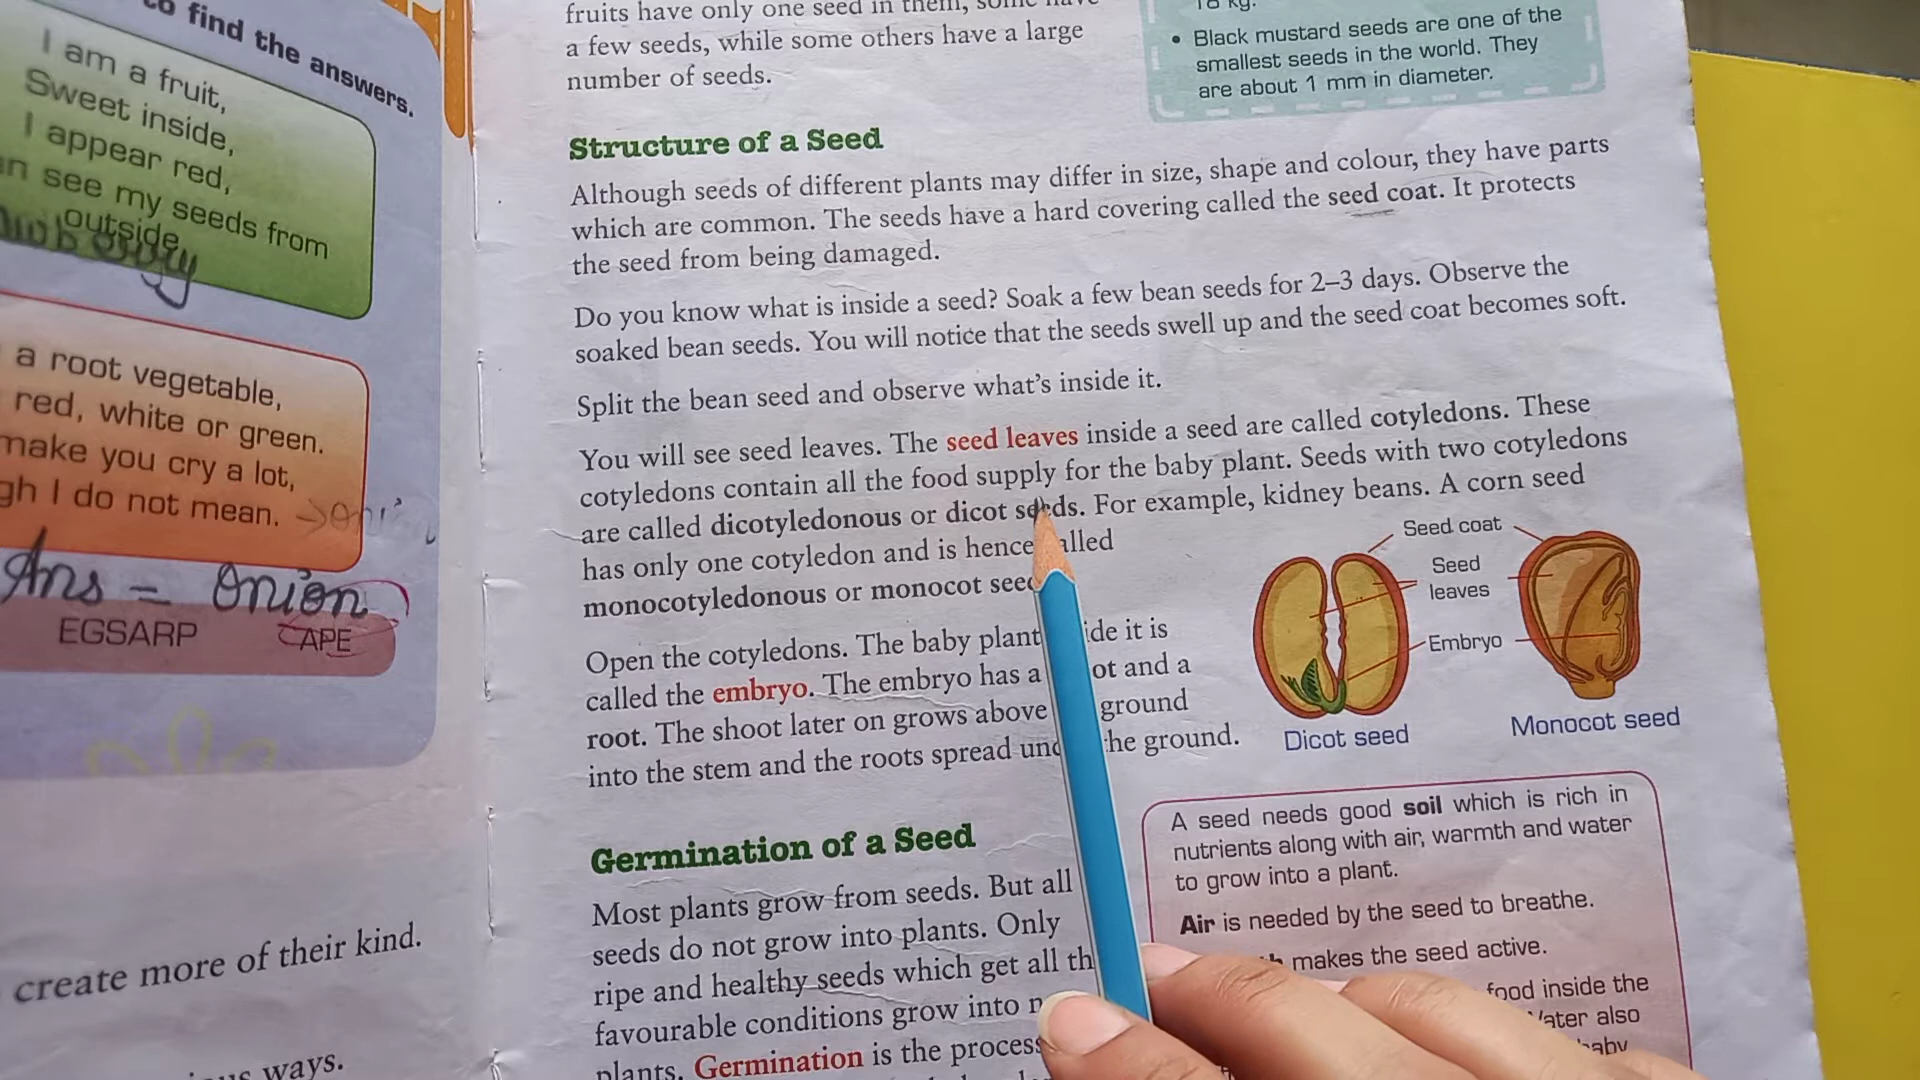 to find the answers.
I am a fruit,
Sweet inside,
I appear red,
see my seeds from
outside
a root vegetable,
red, white or green.
make you cry a lot,
I do not mean.
Ans = Onion
EGSARP
CAPE
create more of their kind.
ways.
fruits have only one seed in them, some have
a few seeds, while some others have a large
number of seeds.
18 kg.
• Black mustard seeds are one of the
smallest seeds in the world. They
are about 1 mm in diameter.
Structure of a Seed
Although seeds of different plants may differ in size, shape and colour, they have parts
which are common. The seeds have a hard covering called the seed coat. It protects
the seed from being damaged.
Do you know what is inside a seed? Soak a few bean seeds for 2–3 days. Observe the
soaked bean seeds. You will notice that the seeds swell up and the seed coat becomes soft.
Split the bean seed and observe what's inside it.
You will see seed leaves. The seed leaves inside a seed are called cotyledons. These
cotyledons contain all the food supply for the baby plant. Seeds with two cotyledons
are called dicotyledonous or dicot seeds. For example, kidney beans. A corn seed
has only one cotyledon and is hence called
monocotyledonous or monocot
Open the cotyledons. The baby plant it is
called the embryo. The embryo has a and a
root. The shoot later on grows above ground
into the stem and the roots spread the ground.
Seed coat
Seed
leaves
Embryo
Dicot seed
Monocot seed
Germination of a Seed
Most plants grow from seeds. But all
seeds do not grow into plants. Only
ripe and healthy seeds which get all
favourable conditions grow into
plants. Germination is the process
A seed needs good soil which is rich in
nutrients along with air, warmth and water
to grow into a plant.
Air is needed by the seed to breathe.
makes the seed active.
food inside the
Water also
baby